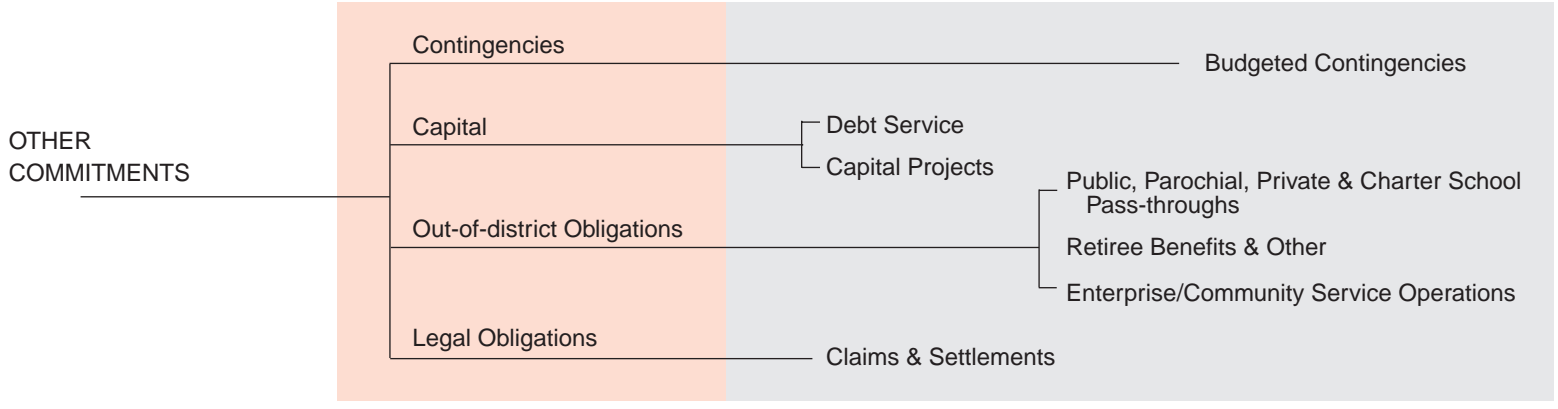 OTHER
COMMITMENTS
Contingencies
Budgeted Contingencies
Capital
Debt Service
Capital Projects
Out-of-district Obligations
Public, Parochial, Private & Charter School
Pass-throughs
Retiree Benefits & Other
Enterprise/Community Service Operations
Legal Obligations
Claims & Settlements